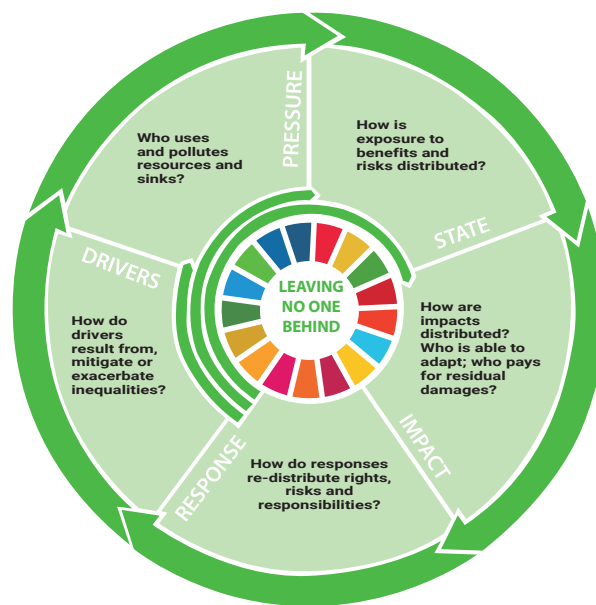 PRESSURE
Who uses
and pollutes
resources and
sinks?
How is
exposure to
benefits and
risks distributed?
DRIVERS
STATE
LEAVING
NO ONE
BEHIND
How do
drivers
result from,
mitigate or
exacerbate
inequalities?
How are
impacts
distributed?
Who is able to
adapt; who pays
for residual
damages?
RESPONSE
IMPACT
How do responses
re-distribute rights,
risks and
responsibilities?